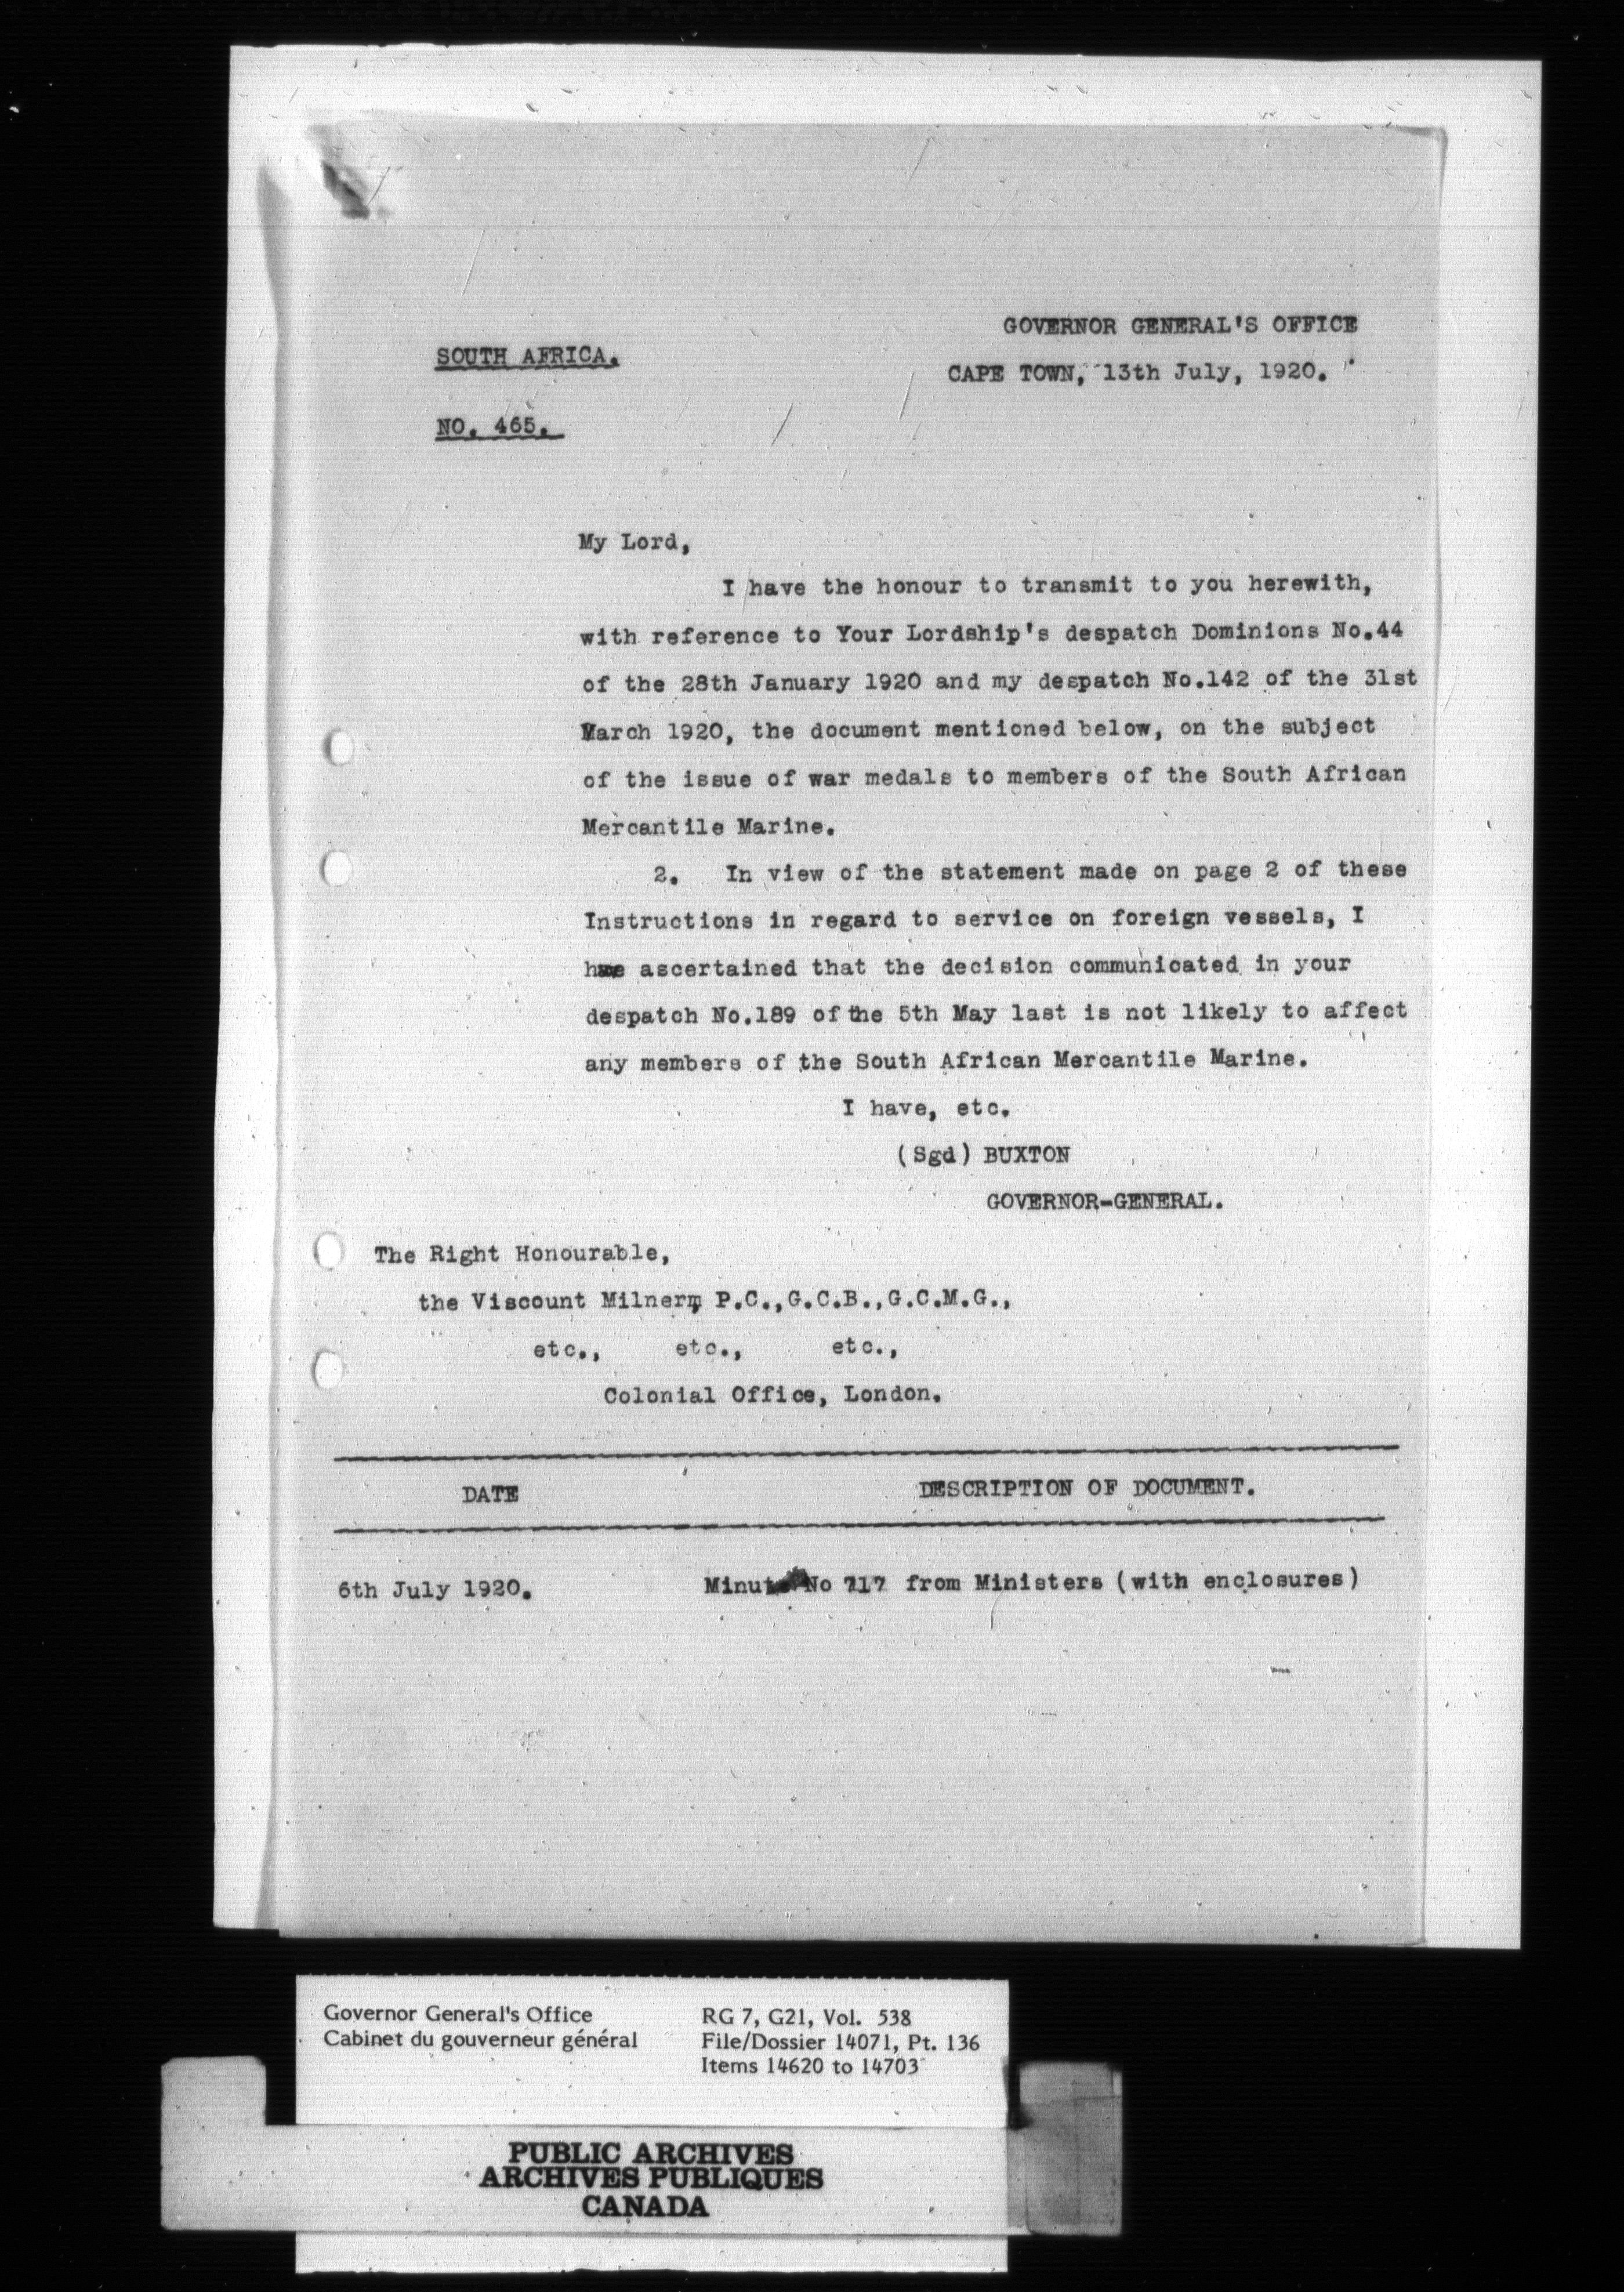 GOVERNOR GENERAL'S OFFICE
SOUTH AFRICA.
CAPE TOWN, 13th July, 1920.
NO. 465.
My Lord,
I have the honour to transmit to you herewith,
with reference to Your Lordship's despatch Dominions No.44
of the 28th January 1920 and my despatch No.142 of the 31st
March 1920, the document mentioned below, on the subject
of the issue of war medals to members of the South African
Mercantile Marine.
2. In view of the statement made on page 2 of these
Instructions in regard to service on foreign vessels, I
have ascertained that the decision communicated in your
despatch No.189 of the 5th May last is not likely to affect
any members of the South African Mercantile Marine.
I have, etc.
(Sgd) BUXTON
GOVERNOR-GENERAL.
The Right Honourable,
the Viscount Milner, P.C.,G.C.B.,G.C.M.G.,
etc., etc., etc.,
Colonial Office, London.
DATE DESCRIPTION OF DOCUMENT.
6th July 1920. Minute No 717 from Ministers (with enclosures)
Governor General's Office RG 7, G21, Vol. 538
Cabinet du gouverneur général File/Dossier 14071, Pt. 136
Items 14620 to 14703
PUBLIC ARCHIVES
ARCHIVES PUBLIQUES
CANADA